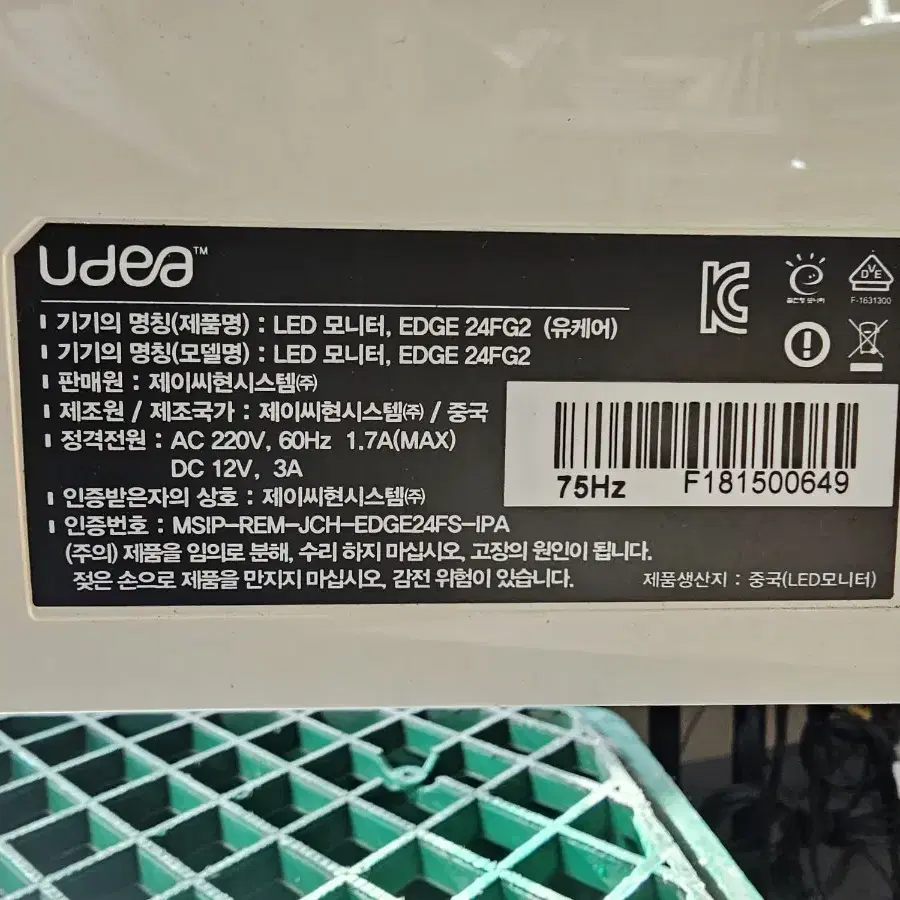 udea™
기기의 명칭(제품명) : LED 모니터, EDGE 24FG2 (유케어)
기기의 명칭(모델명) : LED 모니터, EDGE 24FG2
판매원 : 제이씨현시스템㈜
제조원 / 제조국가 : 제이씨현시스템㈜ / 중국
정격전원 : AC 220V, 60Hz 1.7A(MAX)
DC 12V, 3A
인증받은자의 상호 : 제이씨현시스템㈜
인증번호 : MSIP-REM-JCH-EDGE24FS-IPA
(주의) 제품을 임의로 분해, 수리 하지 마십시오, 고장의 원인이 됩니다.
젖은 손으로 제품을 만지지 마십시오, 감전 위험이 있습니다.
제품생산지 : 중국(LED모니터)
75Hz F181500649
DVE
F-1631300